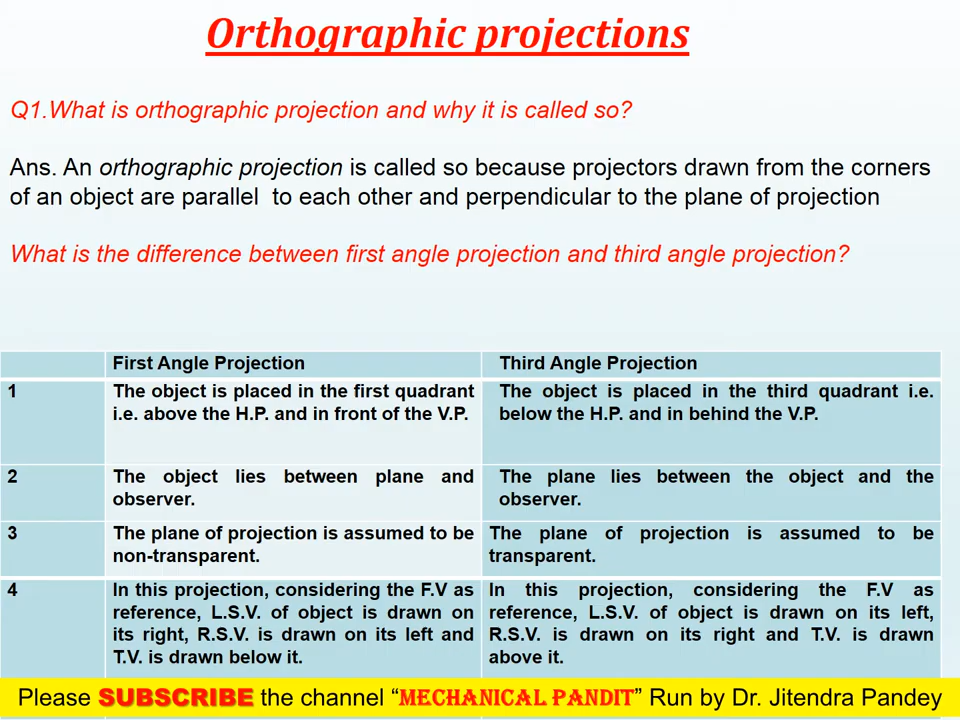 Orthographic projections
Q1.What is orthographic projection and why it is called so?
Ans. An orthographic projection is called so because projectors drawn from the corners
of an object are parallel to each other and perpendicular to the plane of projection
What is the difference between first angle projection and third angle projection?
First Angle Projection
Third Angle Projection
1
The object is placed in the first quadrant
i.e. above the H.P. and in front of the V.P.
The object is placed in the third quadrant i.e.
below the H.P. and in behind the V.P.
2
The object lies between plane and
observer.
The plane lies between the object and the
observer.
3
The plane of projection is assumed to be
non-transparent.
The plane of projection is assumed to be
transparent.
4
In this projection, considering the F.V as
reference, L.S.V. of object is drawn on
its right, R.S.V. is drawn on its left and
T.V. is drawn below it.
In this projection, considering the F.V as
reference, L.S.V. of object is drawn on its left,
R.S.V. is drawn on its right and T.V. is drawn
above it.
Please SUBSCRIBE the channel “MECHANICAL PANDIT” Run by Dr. Jitendra Pandey